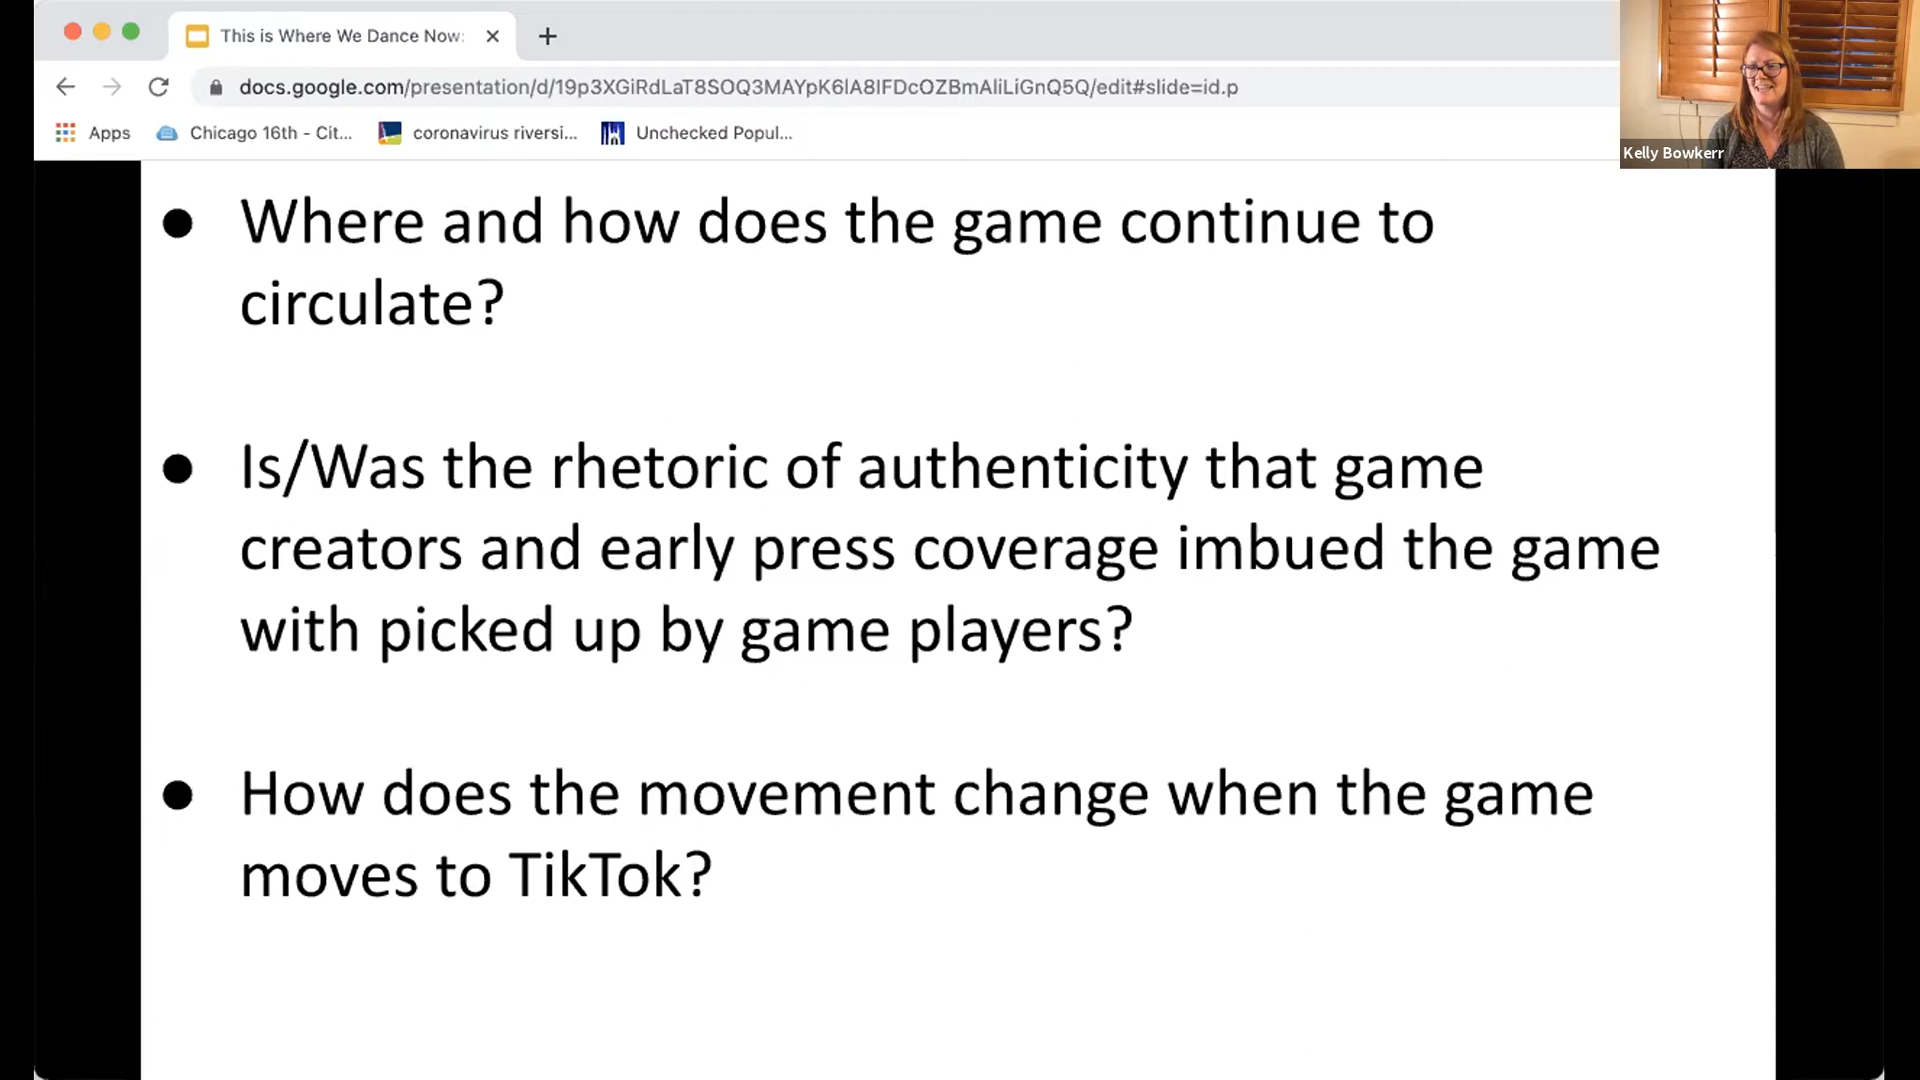 This is Where We Dance Now:
docs.google.com/presentation/d/19p3XGiRdLaT8SOQ3MAYpK6lA8IFDcOZBmAliLiGnQ5Q/edit#slide=id.p
Apps Chicago 16th - Cit... coronavirus riversi... Unchecked Popul...
Kelly Bowkerr
● Where and how does the game continue to
circulate?
● Is/Was the rhetoric of authenticity that game
creators and early press coverage imbued the game
with picked up by game players?
● How does the movement change when the game
moves to TikTok?